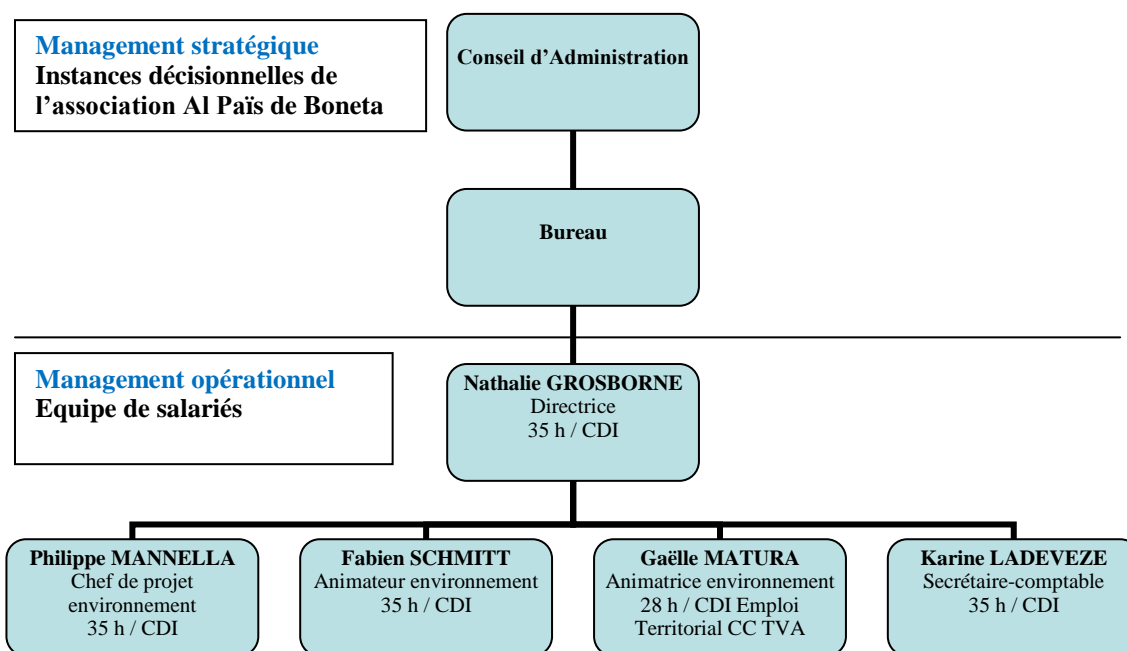 Management stratégique
Instances décisionnelles de
l'association Al Païs de Boneta
Conseil d'Administration
Bureau
Management opérationnel
Equipe de salariés
Nathalie GROSBORNE
Directrice
35 h / CDI
Philippe MANNELLA
Chef de projet
environnement
35 h / CDI
Fabien SCHMITT
Animateur environnement
35 h / CDI
Gaëlle MATURA
Animatrice environnement
28 h / CDI Emploi
Territorial CC TVA
Karine LADEVEZE
Secrétaire-comptable
35 h / CDI